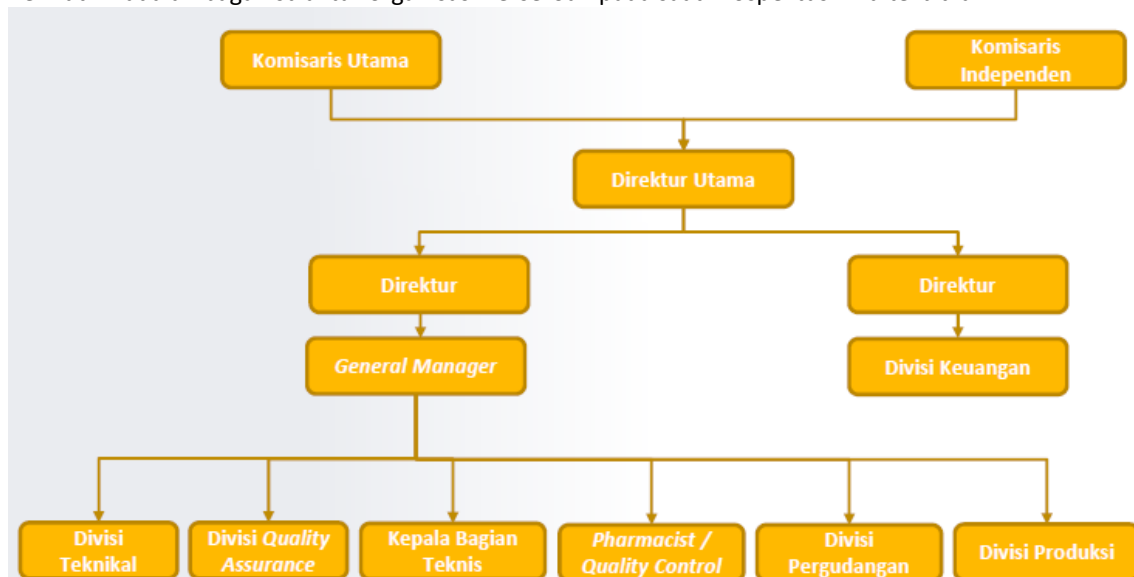 Komisaris Utama
Komisaris
Independen
Direktur Utama
Direktur
Direktur
General Manager
Divisi Keuangan
Divisi
Teknikal
Divisi Quality
Assurance
Kepala Bagian
Teknis
Pharmacist /
Quality Control
Divisi
Pergudangan
Divisi Produksi